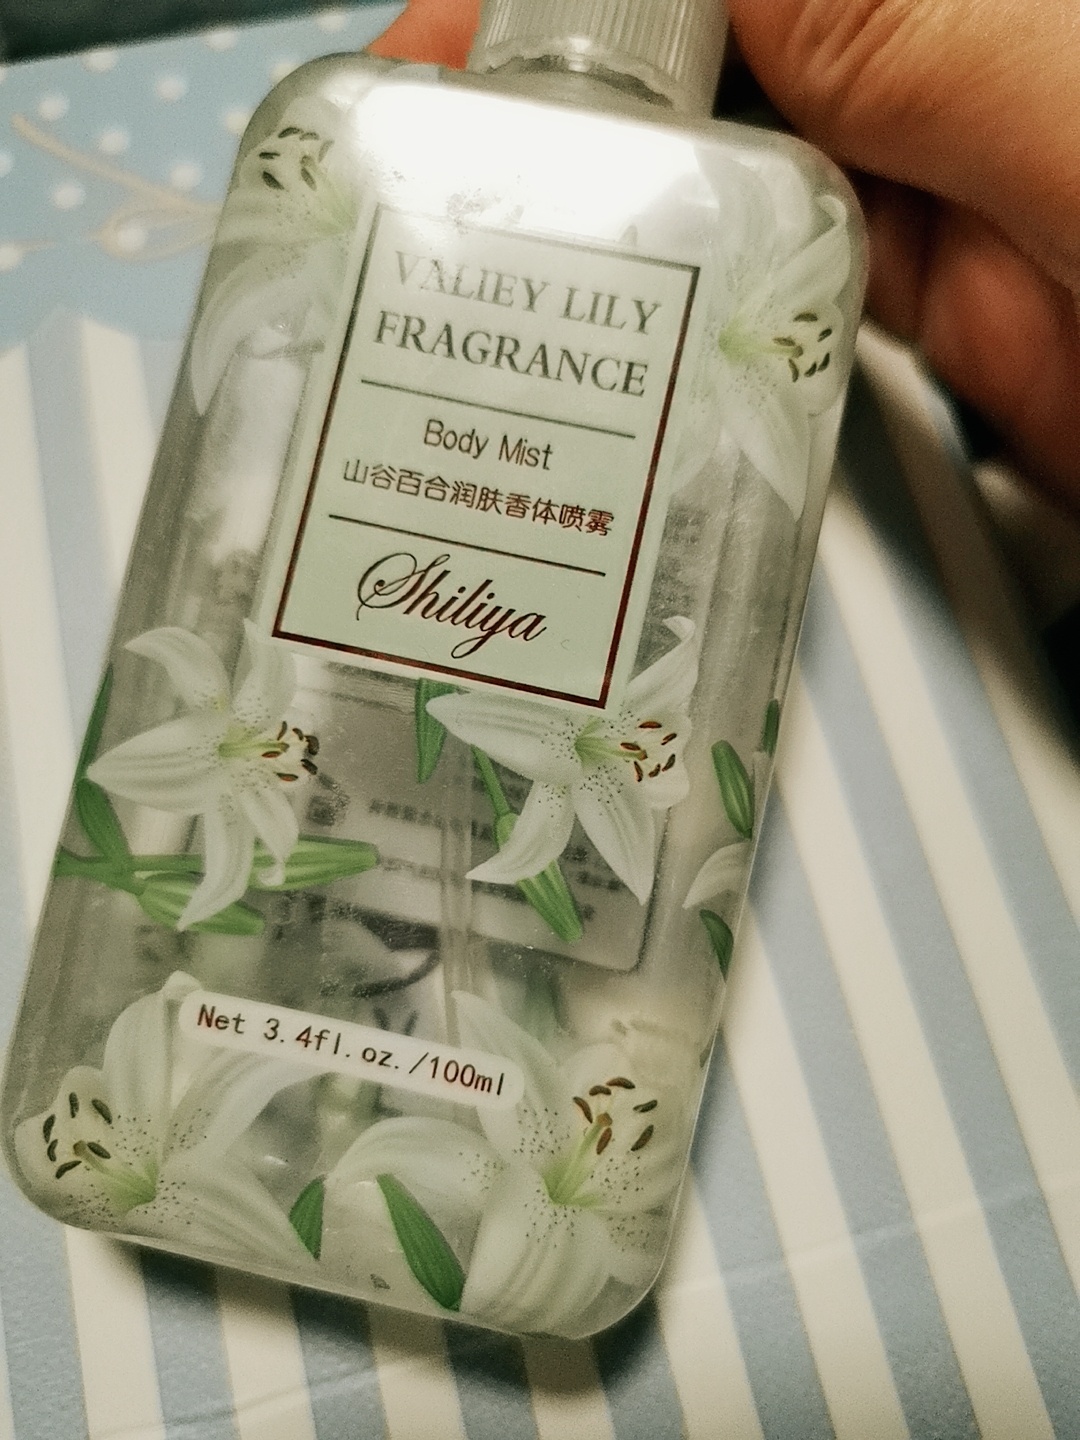 VALIEY LILY
FRAGRANCE
Body Mist
山谷百合润肤香体喷雾
Shiliya
Net 3.4fl.oz./100ml